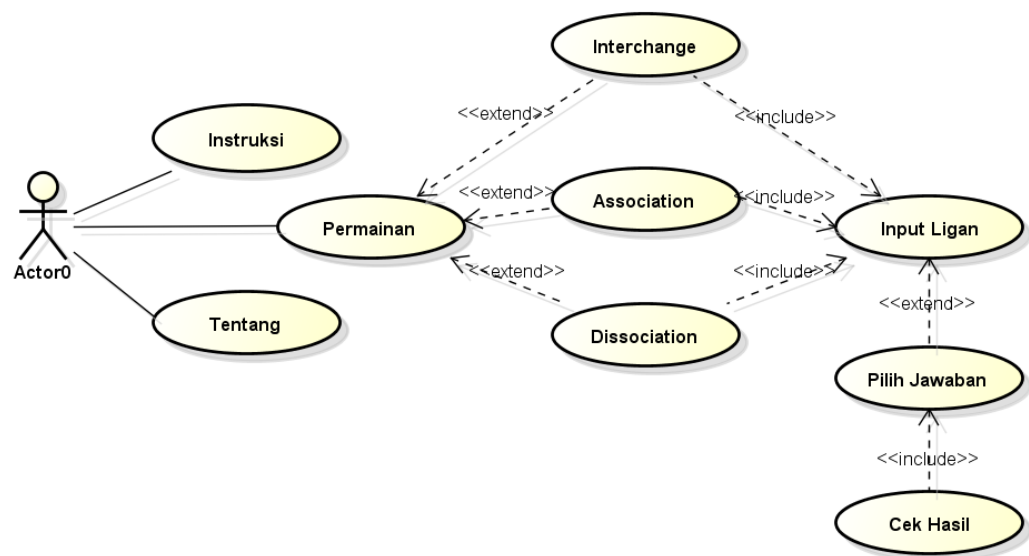 Interchange
<<extend>>
<<include>>
Instruksi
<<extend>>
Association
<<include>>
Actor0
Permainan
Input Ligan
<<extend>>
<<include>>
Tentang
Dissociation
<<extend>>
Pilih Jawaban
<<include>>
Cek Hasil